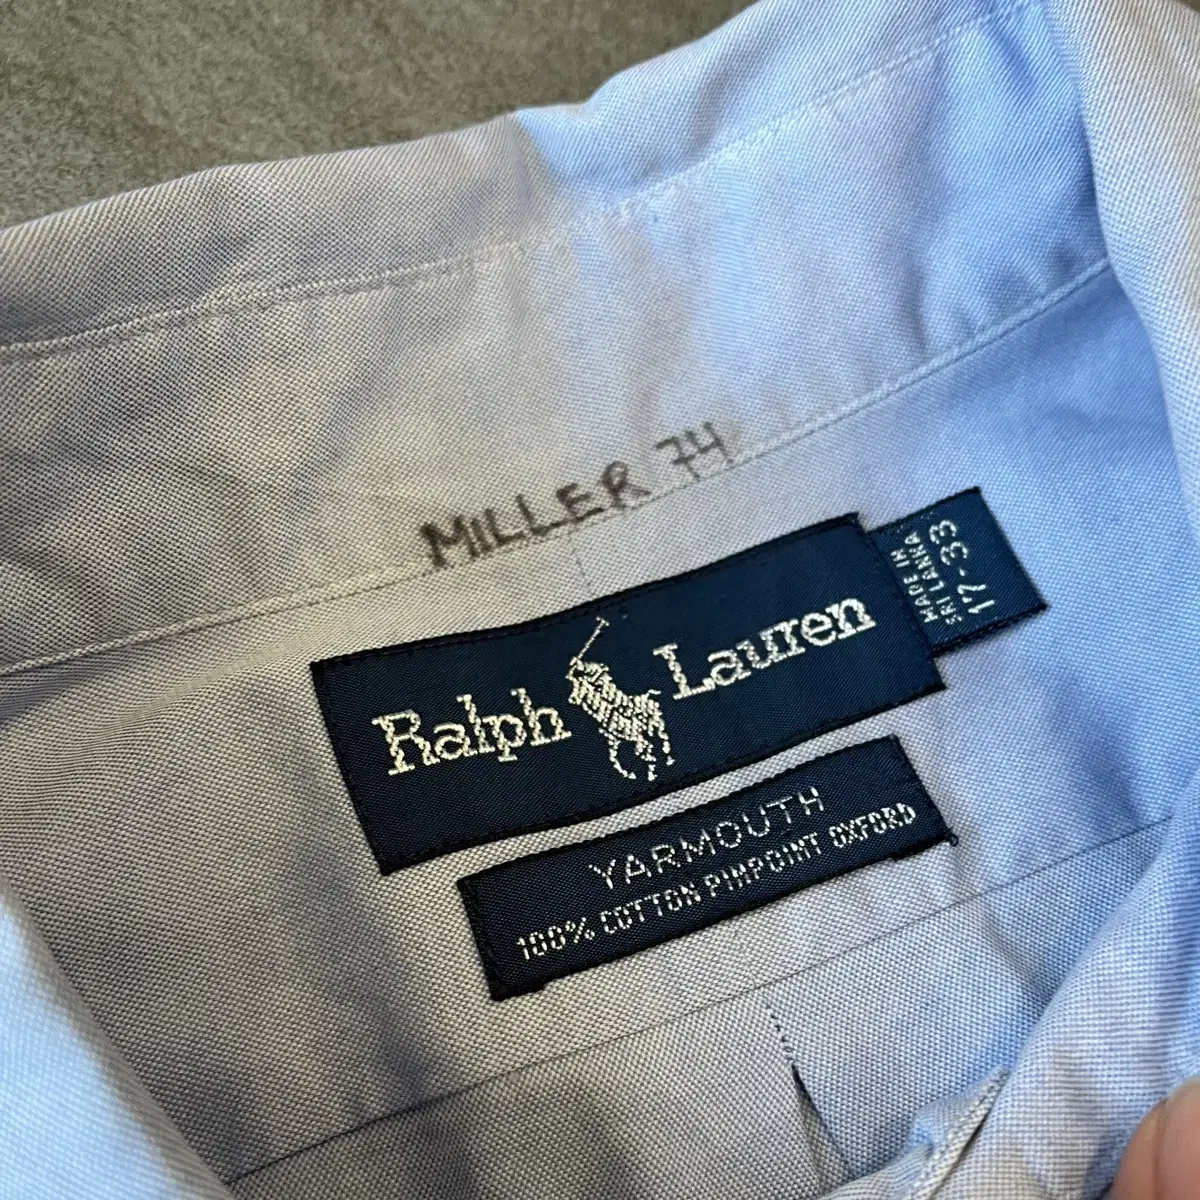 MILLER 74
Ralph Lauren
MADE IN
SRI LANKA
17-33
YARMOUTH
100% COTTON PINPOINT OXFORD